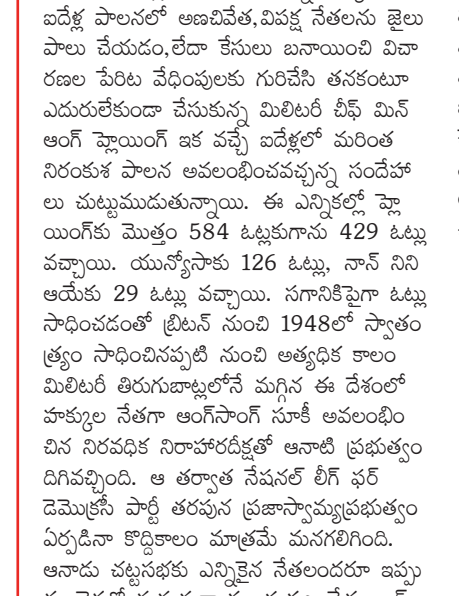 ఐదేళ్ల పాలనలో అణచివేత,విపక్ష నేతలను జైలు
పాలు చేయడం,లేదా కేసులు బనాయించి విచా
రణల పేరిట వేధింపులకు గురిచేసి తనకంటూ
ఎదురులేకుండా చేసుకున్న మిలిటరీ చీఫ్ మిన్
ఆంగ్ హ్లెయింగ్ ఇక వచ్చే ఐదేళ్లలో మరింత
నిరంకుశ పాలన అవలంభించవచ్చన్న సందేహా
లు చుట్టుముడుతున్నాయి. ఈ ఎన్నికల్లో హ్లె
యింగ్‌కు మొత్తం 584 ఓట్లకుగాను 429 ఓట్లు
వచ్చాయి. యున్యోసాకు 126 ఓట్లు, నాన్ నిని
ఆయేకు 29 ఓట్లు వచ్చాయి. సగానికిపైగా ఓట్లు
సాధించడంతో బ్రిటన్ నుంచి 1948లో స్వాతం
త్ర్యం సాధించినప్పటి నుంచి అత్యధిక కాలం
మిలిటరీ తిరుగుబాట్లలోనే మగ్గిన ఈ దేశంలో
హక్కుల నేతగా ఆంగ్‌సాంగ్ సూకీ అవలంభిం
చిన నిరవధిక నిరాహారదీక్షతో ఆనాటి ప్రభుత్వం
దిగివచ్చింది. ఆ తర్వాత నేషనల్ లీగ్ ఫర్
డెమొక్రసీ పార్టీ తరపున ప్రజాస్వామ్యప్రభుత్వం
ఏర్పడినా కొద్దికాలం మాత్రమే మనగలిగింది.
ఆనాడు చట్టసభకు ఎన్నికైన నేతలందరూ ఇప్పు